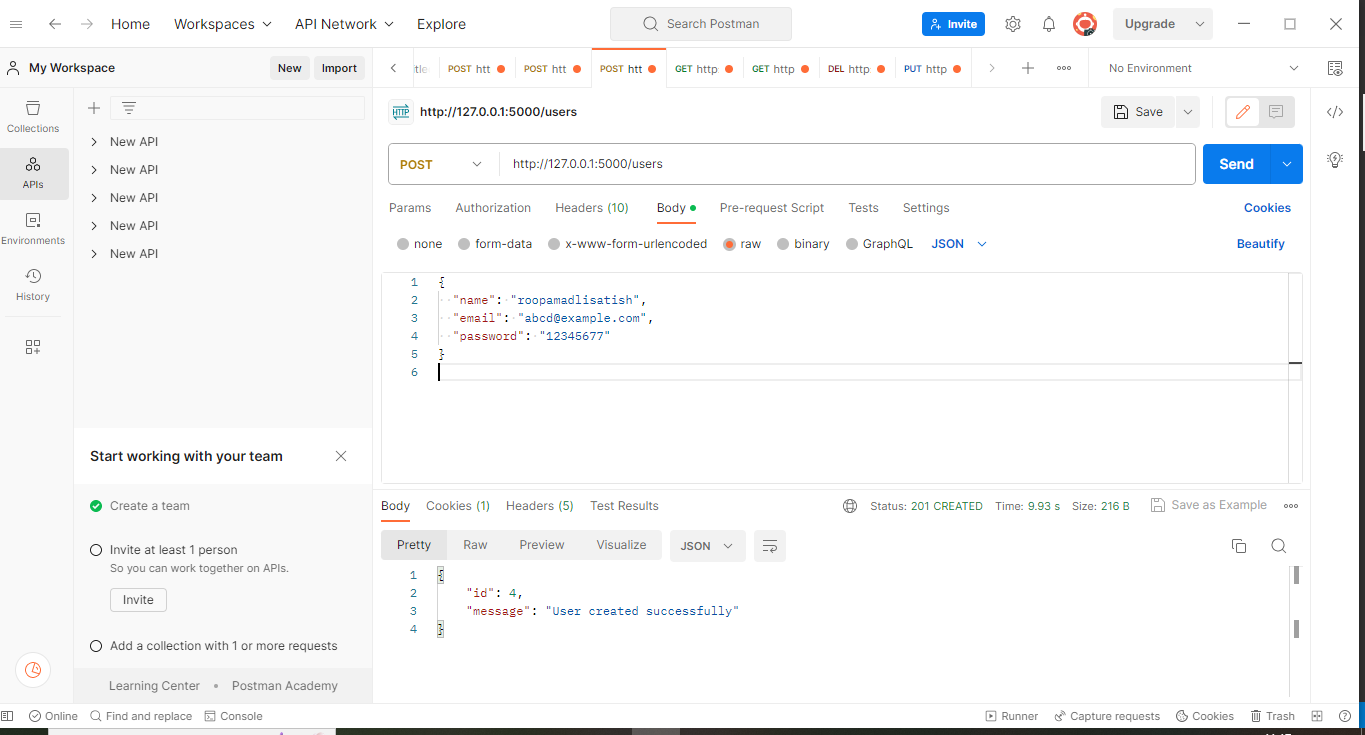 Home Workspaces API Network Explore Search Postman Invite Upgrade
My Workspace New Import POST htt POST htt POST htt GET http GET http DEL http PUT http No Environment
Collections
APIs
Environments
History
New API
New API
New API
New API
New API
Start working with your team
Create a team
Invite at least 1 person
So you can work together on APIs.
Invite
Add a collection with 1 or more requests
Learning Center • Postman Academy
HTTP http://127.0.0.1:5000/users Save
POST http://127.0.0.1:5000/users Send
Params Authorization Headers (10) Body Pre-request Script Tests Settings Cookies
none form-data x-www-form-urlencoded raw binary GraphQL JSON Beautify
1 {
2 "name": "roopamadlisatish",
3 "email": "abcd@example.com",
4 "password": "12345677"
5 }
6
Body Cookies (1) Headers (5) Test Results Status: 201 CREATED Time: 9.93 s Size: 216 B Save as Example
Pretty Raw Preview Visualize JSON
1 {
2 "id": 4,
3 "message": "User created successfully"
4 }
Online Find and replace Console Runner Capture requests Cookies Trash